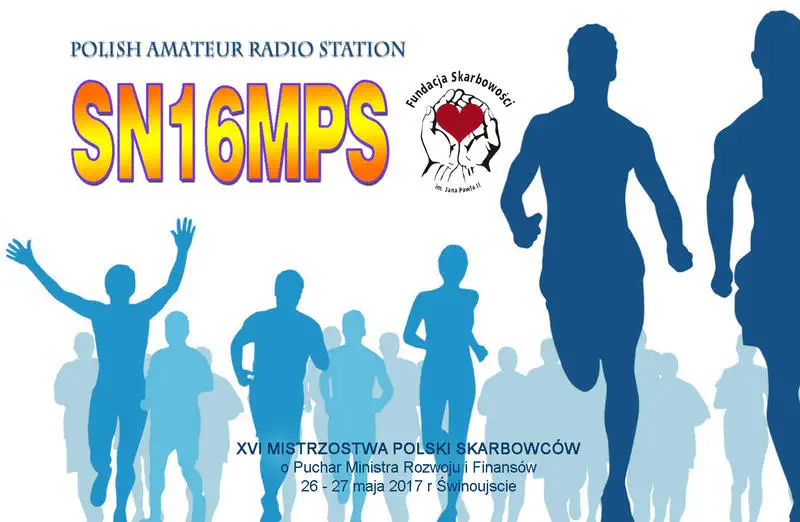 POLISH AMATEUR RADIO STATION
SN16MPS
Fundacja Skarbowości
im. Jana Pawła II
XVI MISTRZOSTWA POLSKI SKARBOWCÓW
o Puchar Ministra Rozwoju i Finansów
26 - 27 maja 2017 r Świnoujscie